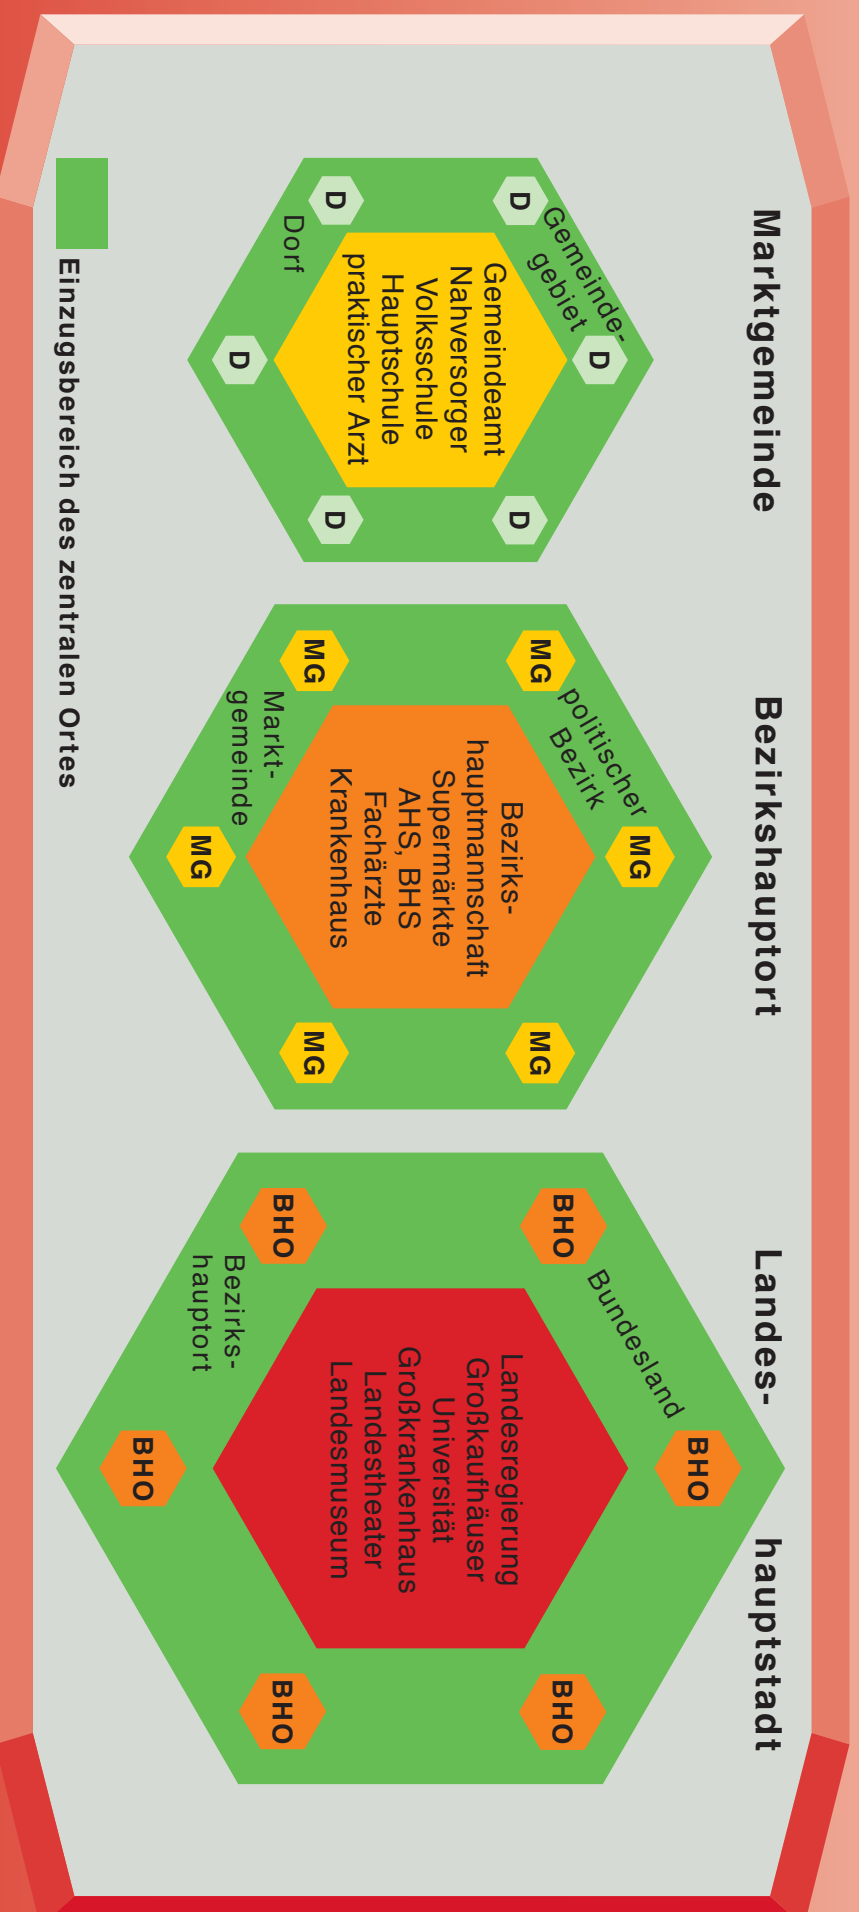 Marktgemeinde
D
D
Gemeinde-
gebiet
D
Gemeindeamt
Nahversorger
Volksschule
Hauptschule
praktischer Arzt
D
Dorf
D
D
Bezirkshauptort
MG
politischer
Bezirk
MG
Bezirks-
hauptmannschaft
Supermärkte
AHS, BHS
Fachärzte
Krankenhaus
MG
MG
Markt-
gemeinde
MG
MG
Landes- hauptstadt
BHO
Bundesland
BHO
Landesregierung
Großkaufhäuser
Universität
Großkrankenhaus
Landestheater
Landesmuseum
BHO
BHO
Bezirks-
hauptort
BHO
BHO
Einzugsbereich des zentralen Ortes